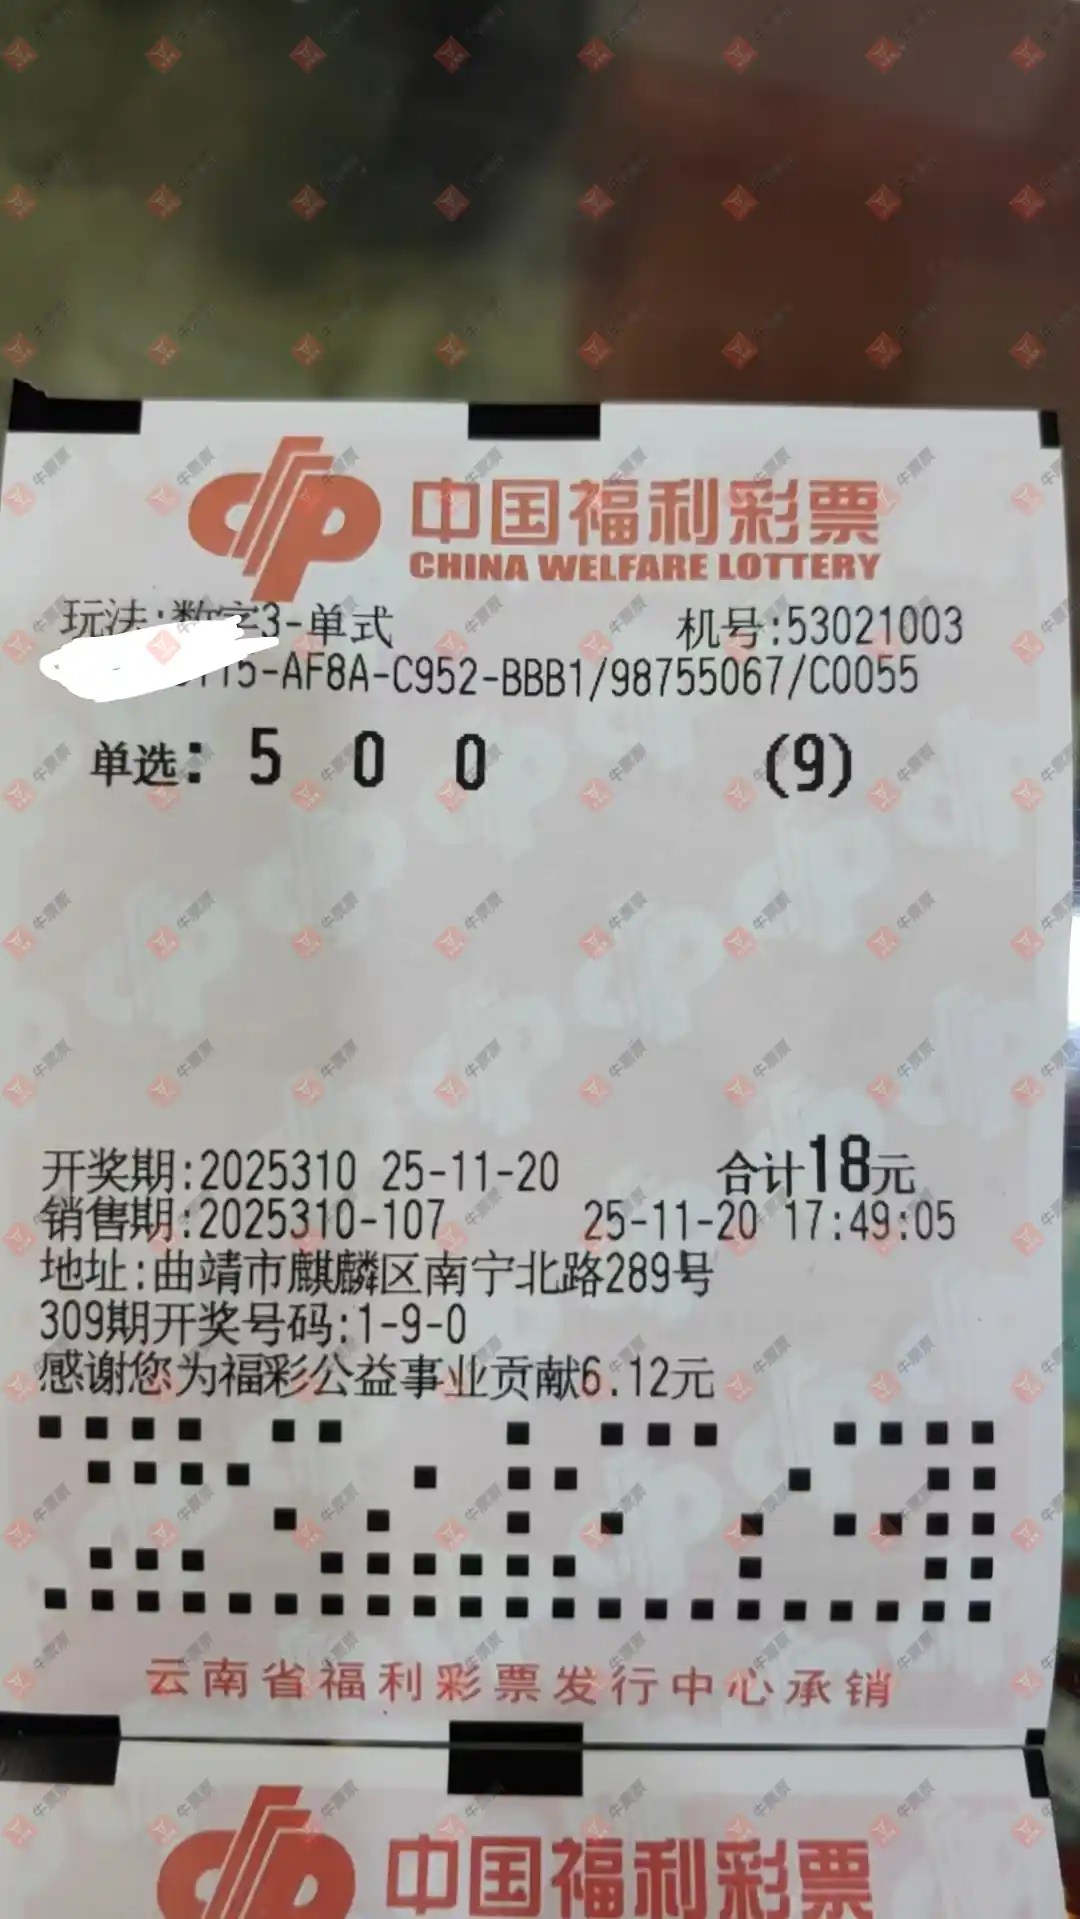 中国福利彩票
CHINA WELFARE LOTTERY
玩法:数字3-单式 机号:53021003
115-AF8A-C952-BBB1/98755067/C0055
单选: 5 0 0 (9)
开奖期:2025310 25-11-20 合计18元
销售期:2025310-107 25-11-20 17:49:05
地址:曲靖市麒麟区南宁北路289号
309期开奖号码:1-9-0
感谢您为福彩公益事业贡献6.12元
云南省福利彩票发行中心承销
中国福利彩票
牛票票